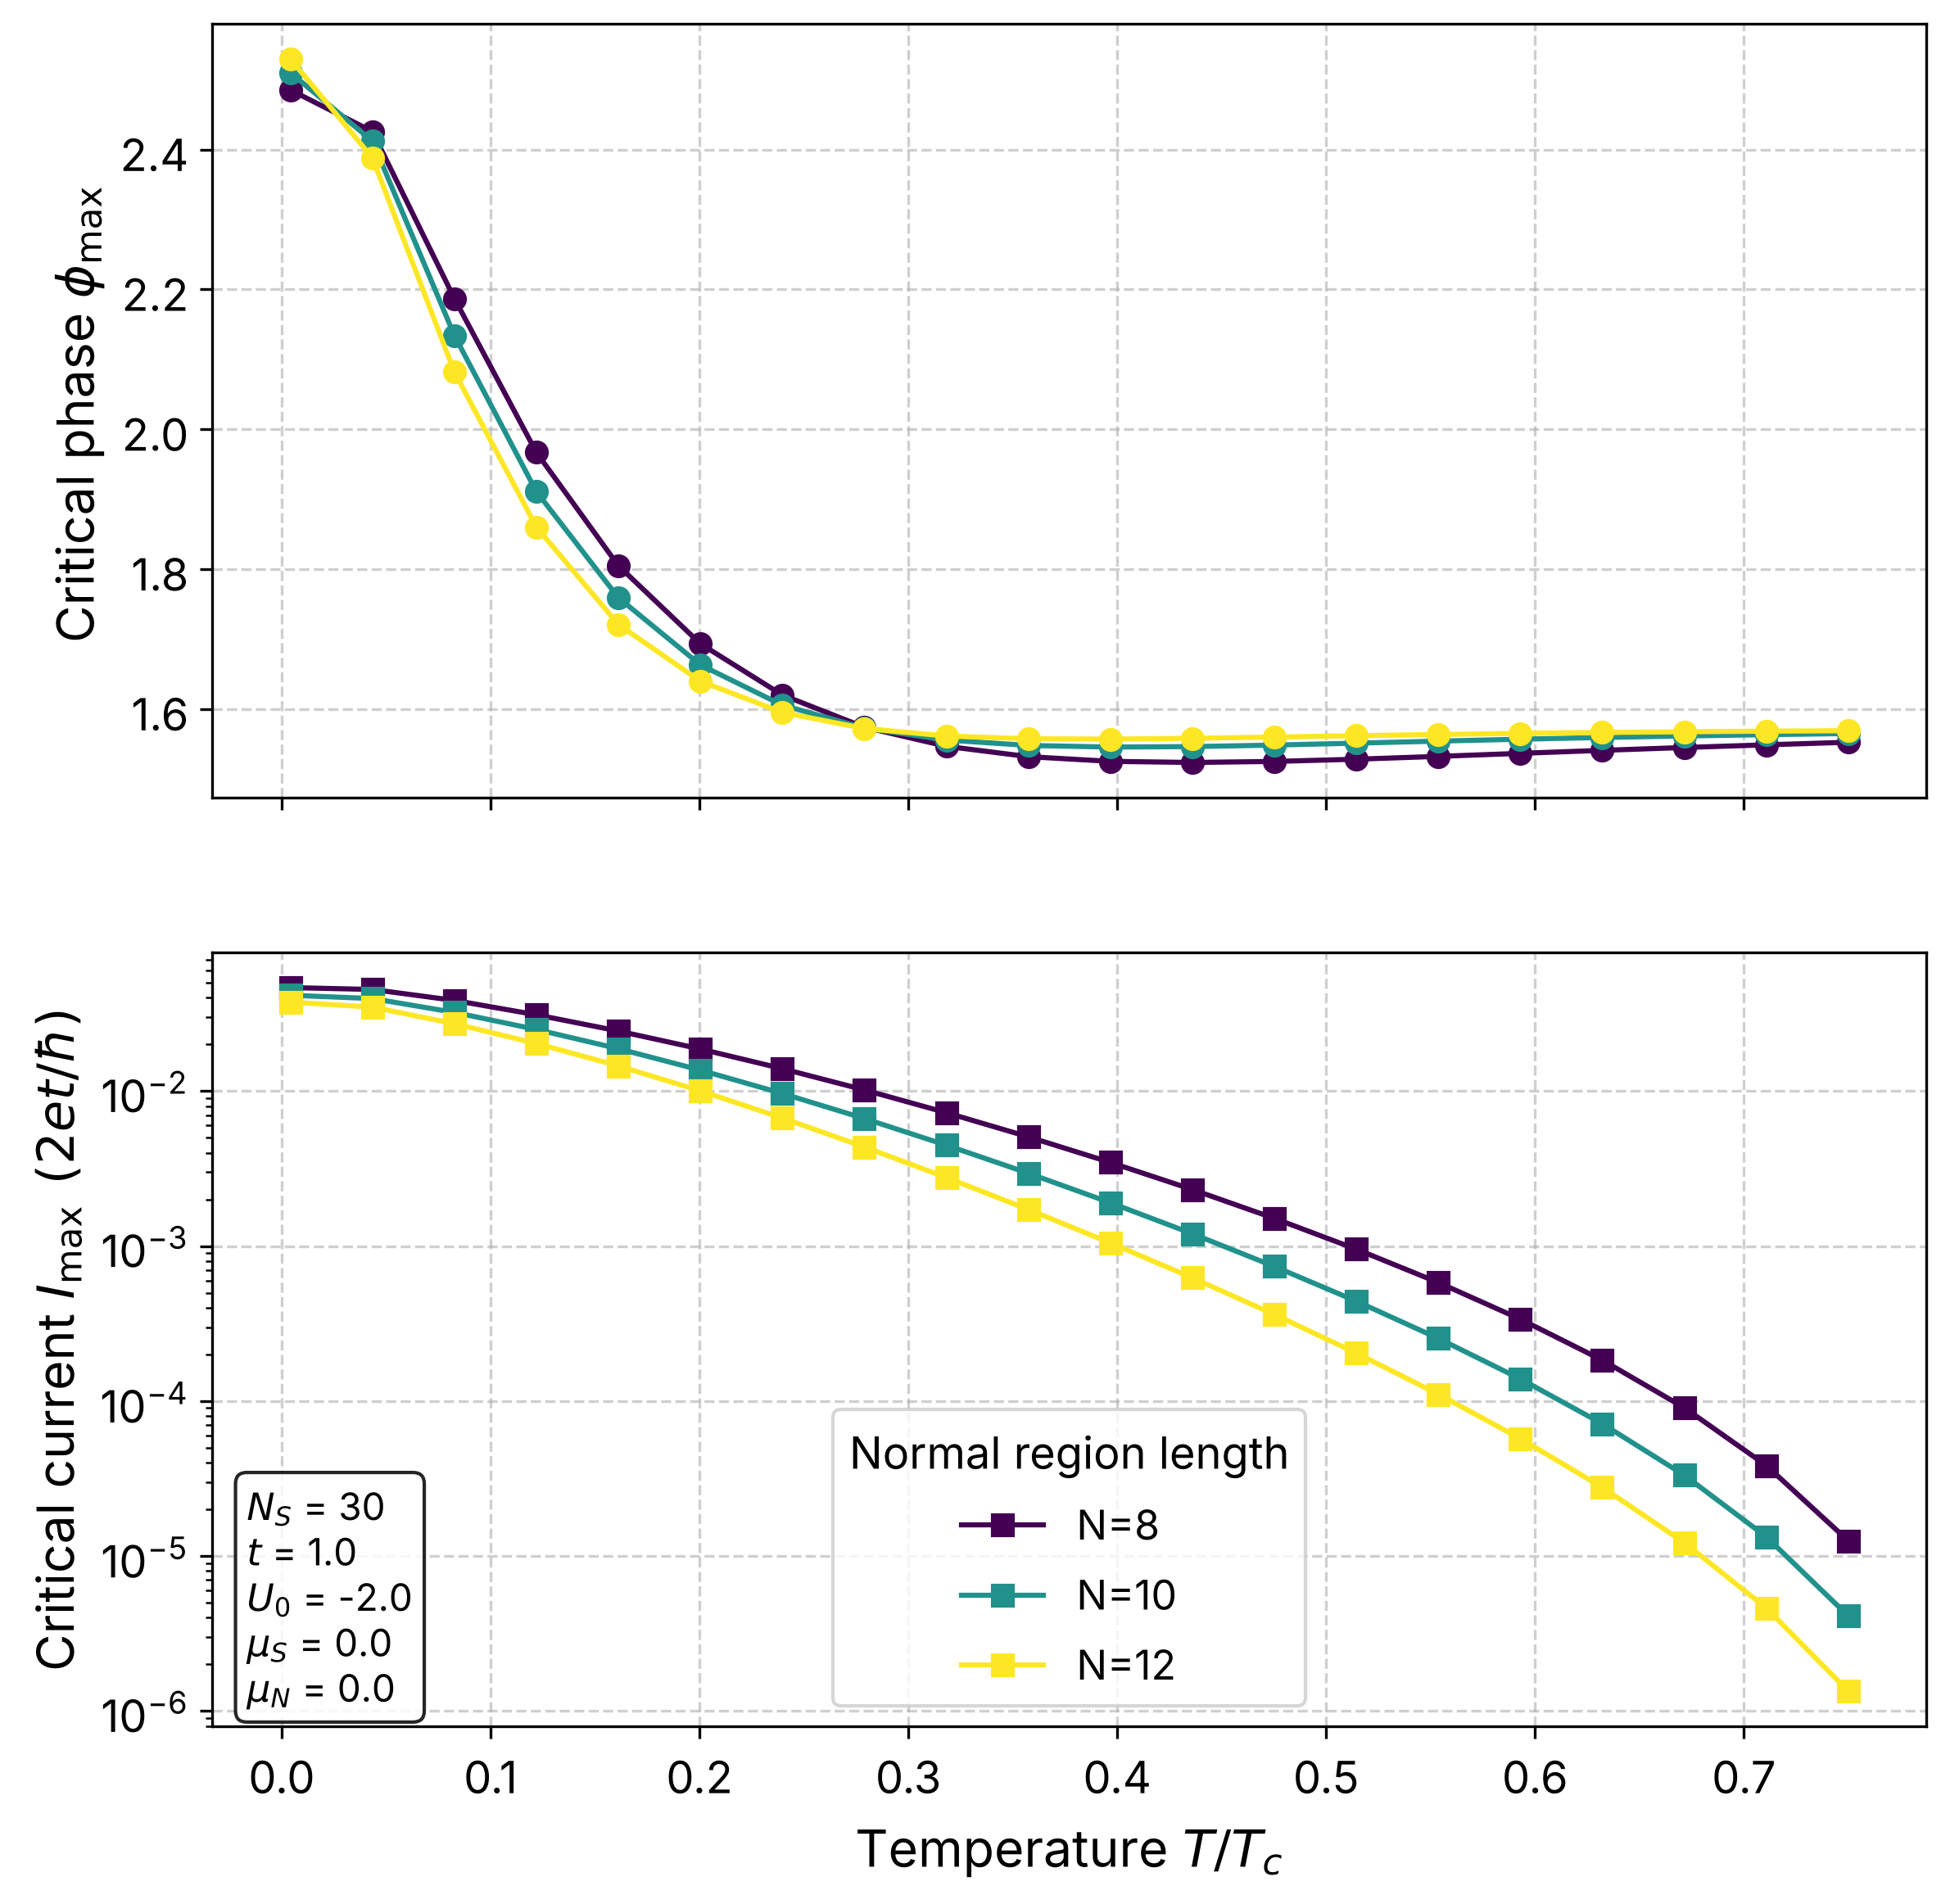 2.4
2.2
2.0
1.8
1.6
Critical phase ϕmax
10⁻²
10⁻³
10⁻⁴
10⁻⁵
10⁻⁶
Critical current Imax (2et/ħ)
N_S = 30
t = 1.0
U₀ = -2.0
μ_S = 0.0
μ_N = 0.0
Normal region length
N=8
N=10
N=12
0.0 0.1 0.2 0.3 0.4 0.5 0.6 0.7
Temperature T/T_c